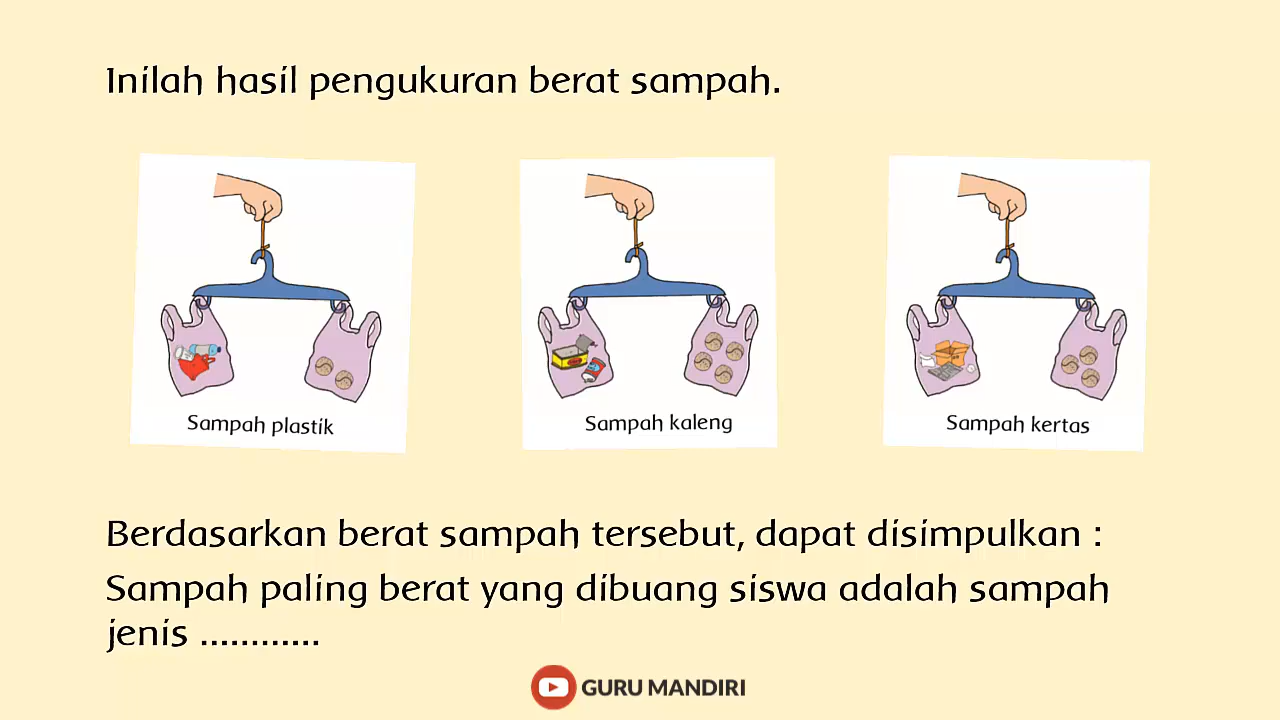 Inilah hasil pengukuran berat sampah.
Sampah plastik
Sampah kaleng
Sampah kertas
Berdasarkan berat sampah tersebut, dapat disimpulkan :
Sampah paling berat yang dibuang siswa adalah sampah
jenis ............
GURU MANDIRI